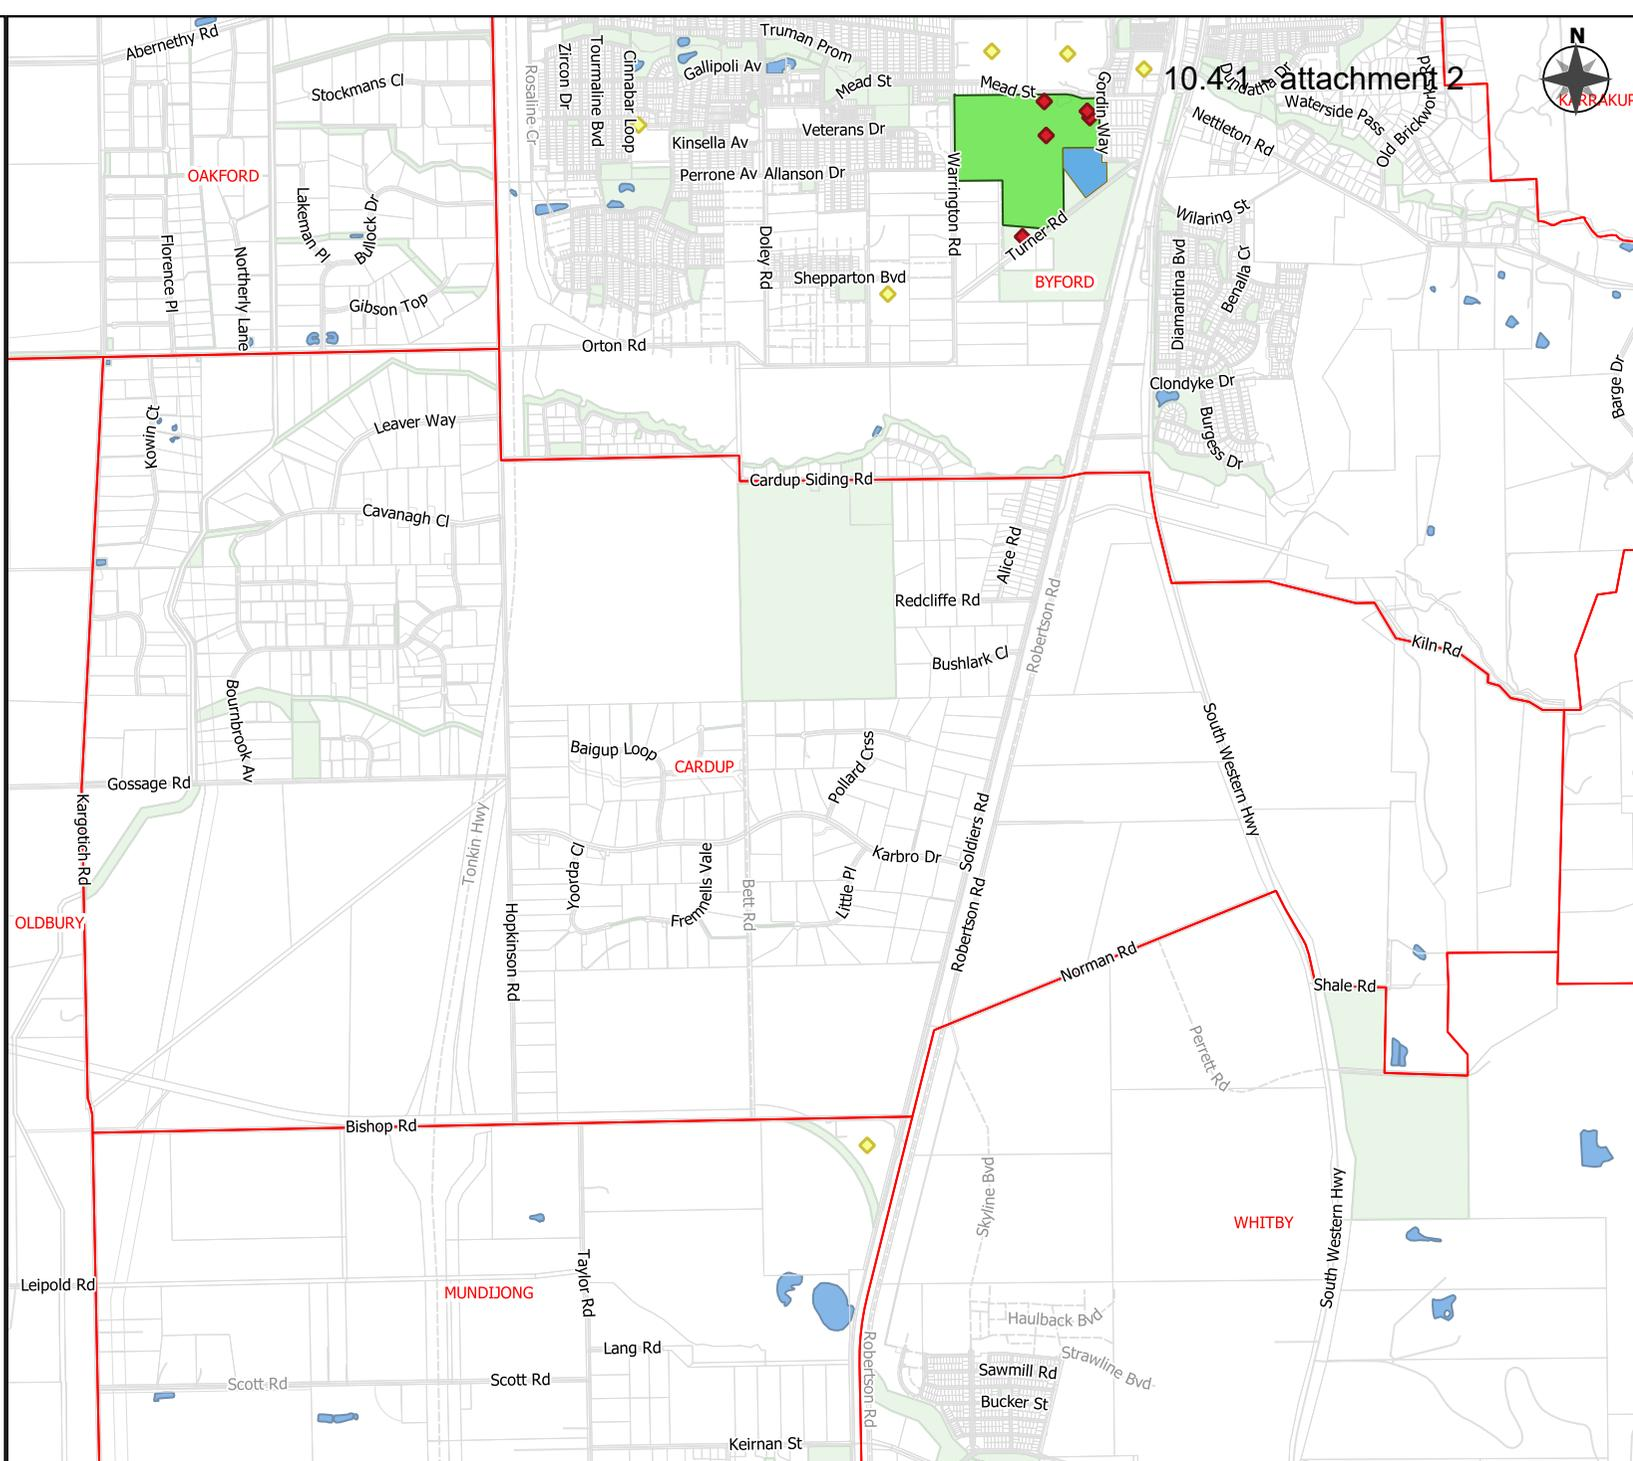 N
10.4.1 - attachment 2
Abernethy Rd
Stockmans Cl
Rosaline Cr
Zircon Dr
Tourmaline Bvd
Cinnabar Loop
Gallipoli Av
Truman Prom
Mead St
Mead St
Gordin Way
Dundatha Dr
Waterside Pass
Old Brickworks Rd
Nettleton Rd
Veterans Dr
Kinsella Av
Perrone Av
Allanson Dr
Warrington Rd
OAKFORD
Lakeman Pl
Bullock Dr
Florence Pl
Northerly Lane
Gibson Top
Doley Rd
Shepparton Bvd
Turner Rd
BYFORD
Wilaring St
Diamantina Bvd
Benalla Cr
Orton Rd
Clondyke Dr
Burgess Dr
Barge Dr
Kowin Ct
Leaver Way
Cavanagh Cl
Cardup Siding Rd
Alice Rd
Redcliffe Rd
Robertson Rd
Bushlark Cl
Kiln Rd
Bournbrook Av
Baigup Loop
CARDUP
Pollard Crss
South Western Hwy
Gossage Rd
Kargotich Rd
Tonkin Hwy
Soldiers Rd
Karbro Dr
Yoorda Cl
Fremnells Vale
Bett Rd
Little Pl
OLDBURY
Hopkinson Rd
Robertson Rd
Norman Rd
Shale Rd
Perrett Rd
Bishop Rd
Skyline Bvd
WHITBY
South Western Hwy
Leipold Rd
MUNDIJONG
Taylor Rd
Haulback Bvd
Lang Rd
Robertson Rd
Strawline Bvd
Scott Rd
Scott Rd
Sawmill Rd
Bucker St
Keirnan St